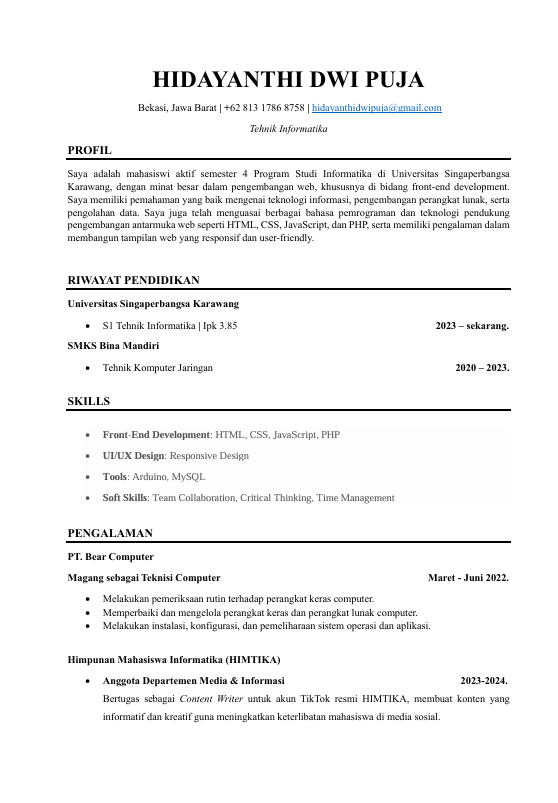 HIDAYANTHI DWI PUJA
Bekasi, Jawa Barat | +62 813 1786 8758 | hidayanthidwipuja@gmail.com
Tehnik Informatika
PROFIL
Saya adalah mahasiswi aktif semester 4 Program Studi Informatika di Universitas Singaperbangsa
Karawang, dengan minat besar dalam pengembangan web, khususnya di bidang front-end development.
Saya memiliki pemahaman yang baik mengenai teknologi informasi, pengembangan perangkat lunak, serta
pengolahan data. Saya juga telah menguasai berbagai bahasa pemrograman dan teknologi pendukung
pengembangan antarmuka web seperti HTML, CSS, JavaScript, dan PHP, serta memiliki pengalaman dalam
membangun tampilan web yang responsif dan user-friendly.
RIWAYAT PENDIDIKAN
Universitas Singaperbangsa Karawang
• S1 Tehnik Informatika | Ipk 3.85 2023 – sekarang.
SMKS Bina Mandiri
• Tehnik Komputer Jaringan 2020 – 2023.
SKILLS
• Front-End Development: HTML, CSS, JavaScript, PHP
• UI/UX Design: Responsive Design
• Tools: Arduino, MySQL
• Soft Skills: Team Collaboration, Critical Thinking, Time Management
PENGALAMAN
PT. Bear Computer
Magang sebagai Teknisi Computer Maret - Juni 2022.
• Melakukan pemeriksaan rutin terhadap perangkat keras computer.
• Memperbaiki dan mengelola perangkat keras dan perangkat lunak computer.
• Melakukan instalasi, konfigurasi, dan pemeliharaan sistem operasi dan aplikasi.
Himpunan Mahasiswa Informatika (HIMTIKA)
• Anggota Departemen Media & Informasi 2023-2024.
Bertugas sebagai Content Writer untuk akun TikTok resmi HIMTIKA, membuat konten yang
informatif dan kreatif guna meningkatkan keterlibatan mahasiswa di media sosial.